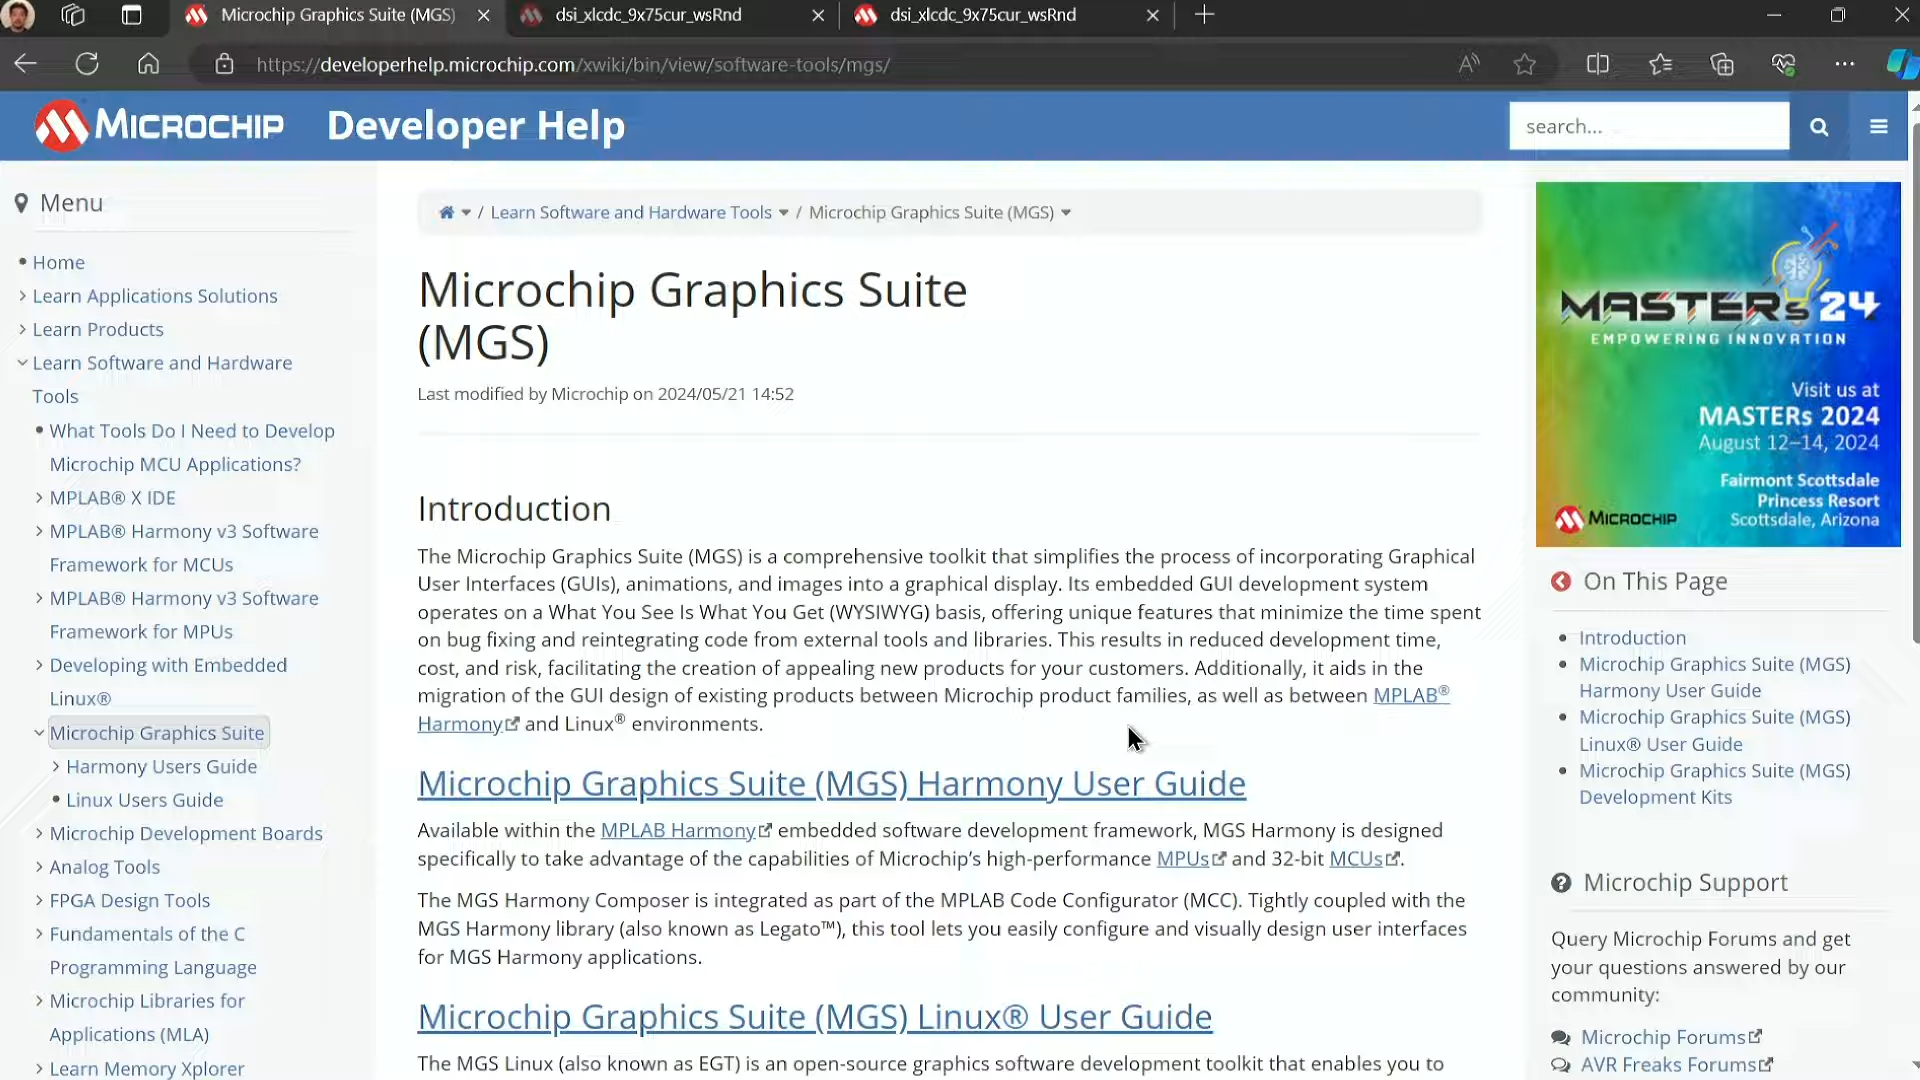 Microchip Graphics Suite (MGS)
dsi_xlcdc_9x75cur_wsRnd
dsi_xlcdc_9x75cur_wsRnd
https://developerhelp.microchip.com/xwiki/bin/view/software-tools/mgs/
MICROCHIP
Developer Help
search...
Menu
Home
Learn Applications Solutions
Learn Products
Learn Software and Hardware
Tools
What Tools Do I Need to Develop
Microchip MCU Applications?
MPLAB® X IDE
MPLAB® Harmony v3 Software
Framework for MCUs
MPLAB® Harmony v3 Software
Framework for MPUs
Developing with Embedded
Linux®
Microchip Graphics Suite
Harmony Users Guide
Linux Users Guide
Microchip Development Boards
Analog Tools
FPGA Design Tools
Fundamentals of the C
Programming Language
Microchip Libraries for
Applications (MLA)
Learn Memory Xplorer
/ Learn Software and Hardware Tools / Microchip Graphics Suite (MGS)
Microchip Graphics Suite
(MGS)
Last modified by Microchip on 2024/05/21 14:52
Introduction
The Microchip Graphics Suite (MGS) is a comprehensive toolkit that simplifies the process of incorporating Graphical
User Interfaces (GUIs), animations, and images into a graphical display. Its embedded GUI development system
operates on a What You See Is What You Get (WYSIWYG) basis, offering unique features that minimize the time spent
on bug fixing and reintegrating code from external tools and libraries. This results in reduced development time,
cost, and risk, facilitating the creation of appealing new products for your customers. Additionally, it aids in the
migration of the GUI design of existing products between Microchip product families, as well as between MPLAB®
Harmony and Linux® environments.
Microchip Graphics Suite (MGS) Harmony User Guide
Available within the MPLAB Harmony embedded software development framework, MGS Harmony is designed
specifically to take advantage of the capabilities of Microchip's high-performance MPUs and 32-bit MCUs.
The MGS Harmony Composer is integrated as part of the MPLAB Code Configurator (MCC). Tightly coupled with the
MGS Harmony library (also known as Legato™), this tool lets you easily configure and visually design user interfaces
for MGS Harmony applications.
Microchip Graphics Suite (MGS) Linux® User Guide
The MGS Linux (also known as EGT) is an open-source graphics software development toolkit that enables you to
MASTERs 24
EMPOWERING INNOVATION
Visit us at
MASTERs 2024
August 12–14, 2024
Fairmont Scottsdale
Princess Resort
Scottsdale, Arizona
MICROCHIP
On This Page
Introduction
Microchip Graphics Suite (MGS)
Harmony User Guide
Microchip Graphics Suite (MGS)
Linux® User Guide
Microchip Graphics Suite (MGS)
Development Kits
Microchip Support
Query Microchip Forums and get
your questions answered by our
community:
Microchip Forums
AVR Freaks Forums